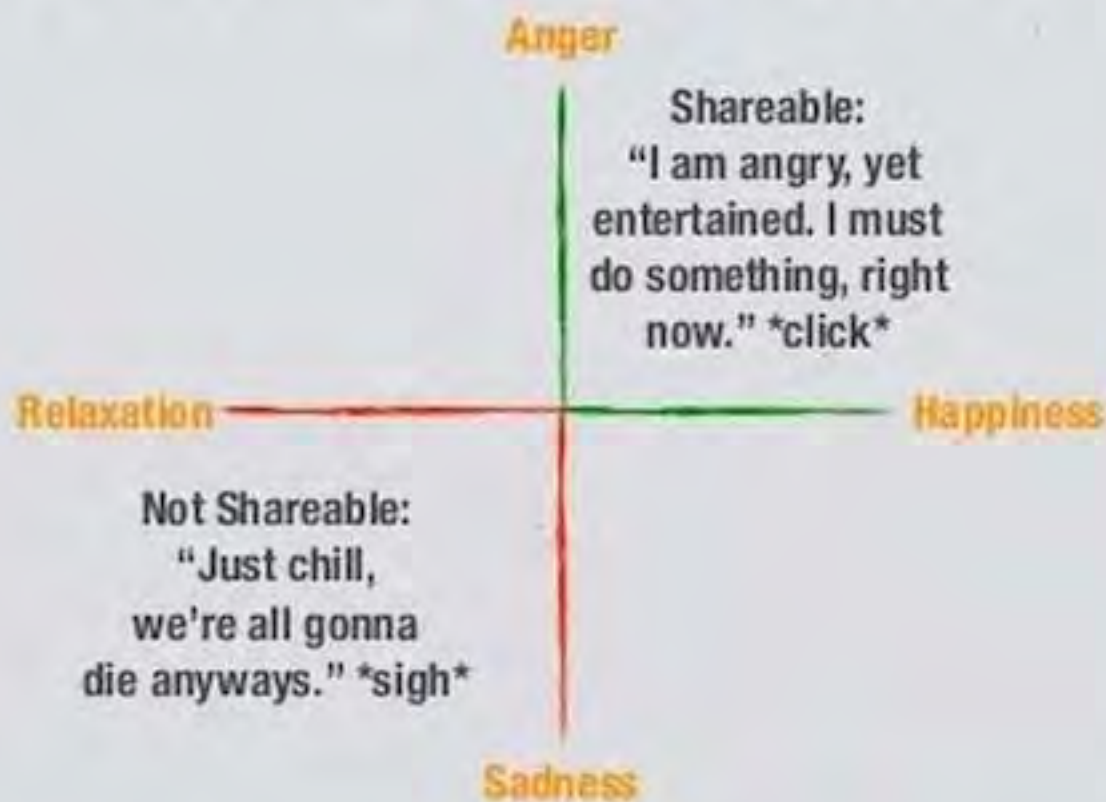 Anger
Shareable:
“I am angry, yet
entertained. I must
do something, right
now.” *click*
Relaxation
Happiness
Not Shareable:
“Just chill,
we're all gonna
die anyways.” *sigh*
Sadness